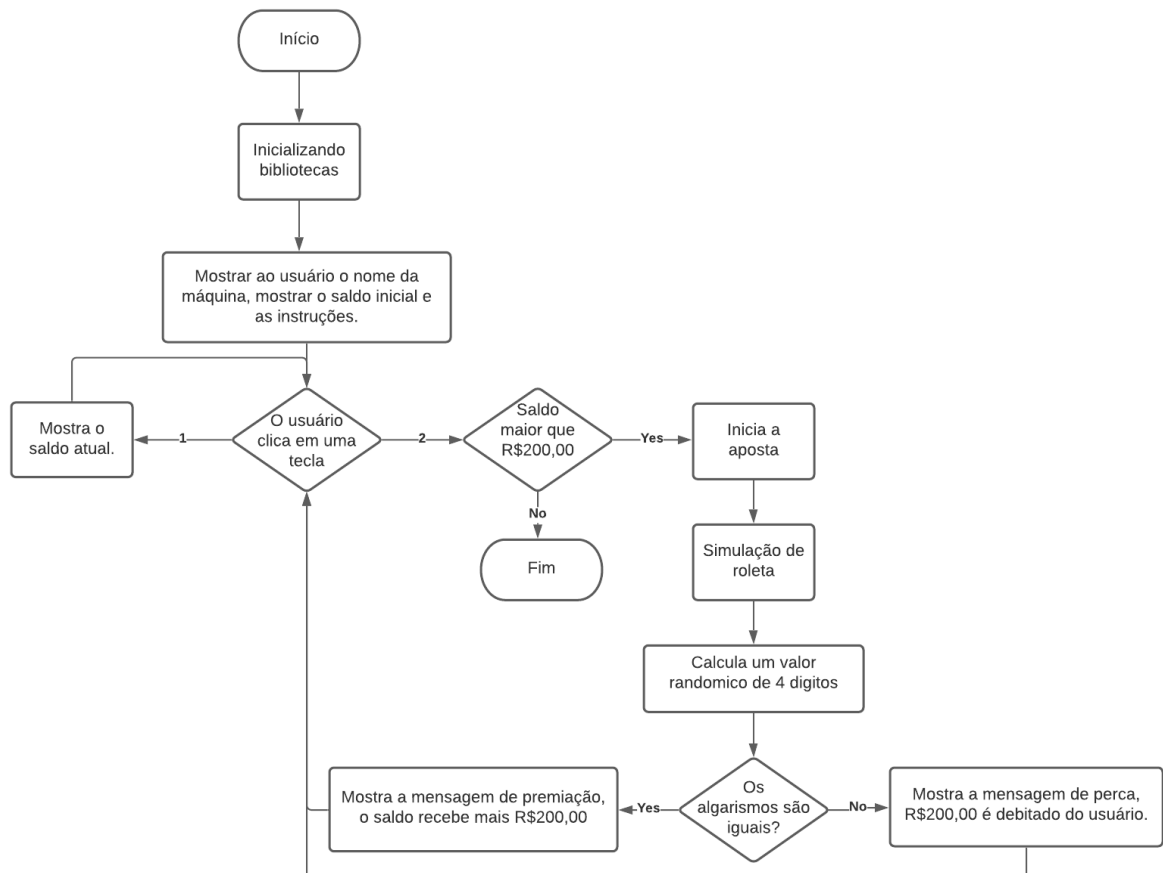 Início
Inicializando
bibliotecas
Mostrar ao usuário o nome da
máquina, mostrar o saldo inicial e
as instruções.
Mostra o
saldo atual.
1
O usuário
clica em uma
tecla
2
Saldo
maior que
R$200,00
Yes
Inicia a
aposta
No
Fim
Simulação de
roleta
Calcula um valor
randomico de 4 digitos
Mostra a mensagem de premiação,
o saldo recebe mais R$200,00
Yes
Os
algarismos são
iguais?
No
Mostra a mensagem de perca,
R$200,00 é debitado do usuário.